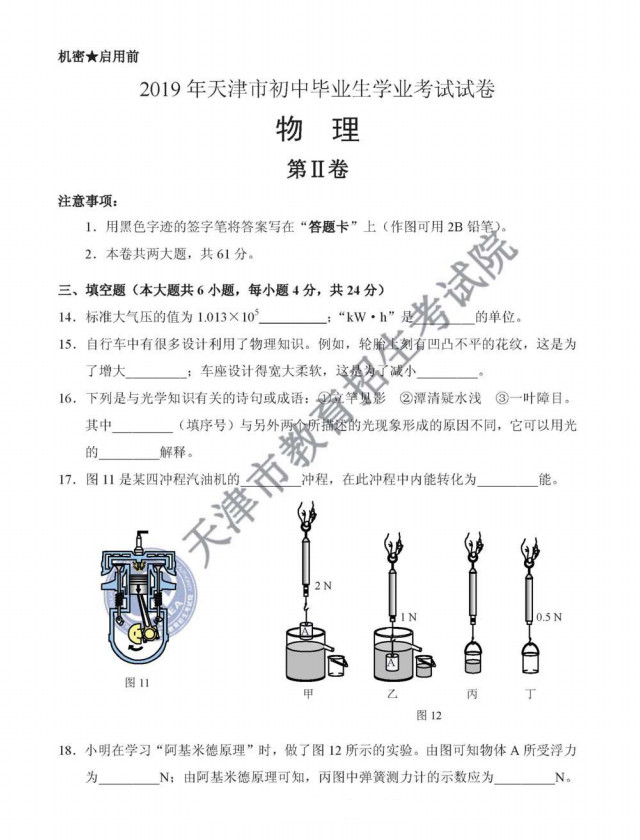 机密★启用前
2019 年天津市初中毕业生学业考试试卷
物 理
第Ⅱ卷
注意事项：
1．用黑色字迹的签字笔将答案写在“答题卡”上（作图可用 2B 铅笔）。
2．本卷共两大题，共 61 分。
三、填空题（本大题共 6 小题，每小题 4 分，共 24 分）
14．标准大气压的值为 1.013×10⁵__________；“kW·h”是________的单位。
15．自行车中有很多设计利用了物理知识。例如，轮胎上刻有凹凸不平的花纹，这是为
了增大________；车座设计得宽大柔软，这是为了减小________。
16．下列是与光学知识有关的诗句或成语：①立竿见影 ②潭清疑水浅 ③一叶障目。
其中________（填序号）与另外两个所描述的光现象形成的原因不同，它可以用光
的________解释。
17．图 11 是某四冲程汽油机的________冲程，在此冲程中内能转化为________能。
2 N
1 N
0.5 N
A
A
甲
乙
丙
丁
图 11
图 12
18．小明在学习“阿基米德原理”时，做了图 12 所示的实验。由图可知物体 A 所受浮力
为________N；由阿基米德原理可知，丙图中弹簧测力计的示数应为________N。
天津市教育招生考试院